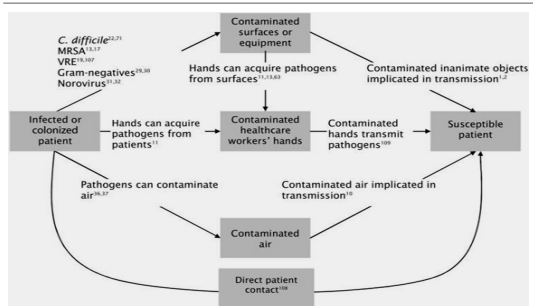 Contaminated
surfaces or
equipment
C. difficile22,71
MRSA13,17
VRE19,107
Gram-negatives29,30
Norovirus31,32
Hands can acquire pathogens
from surfaces11,13,63
Contaminated inanimate objects
implicated in transmission1,2
Infected or
colonized
patient
Hands can acquire
pathogens from
patients11
Contaminated
healthcare
workers' hands
Contaminated
hands transmit
pathogens109
Susceptible
patient
Pathogens can contaminate
air36,37
Contaminated air implicated in
transmission10
Contaminated
air
Direct patient
contact108